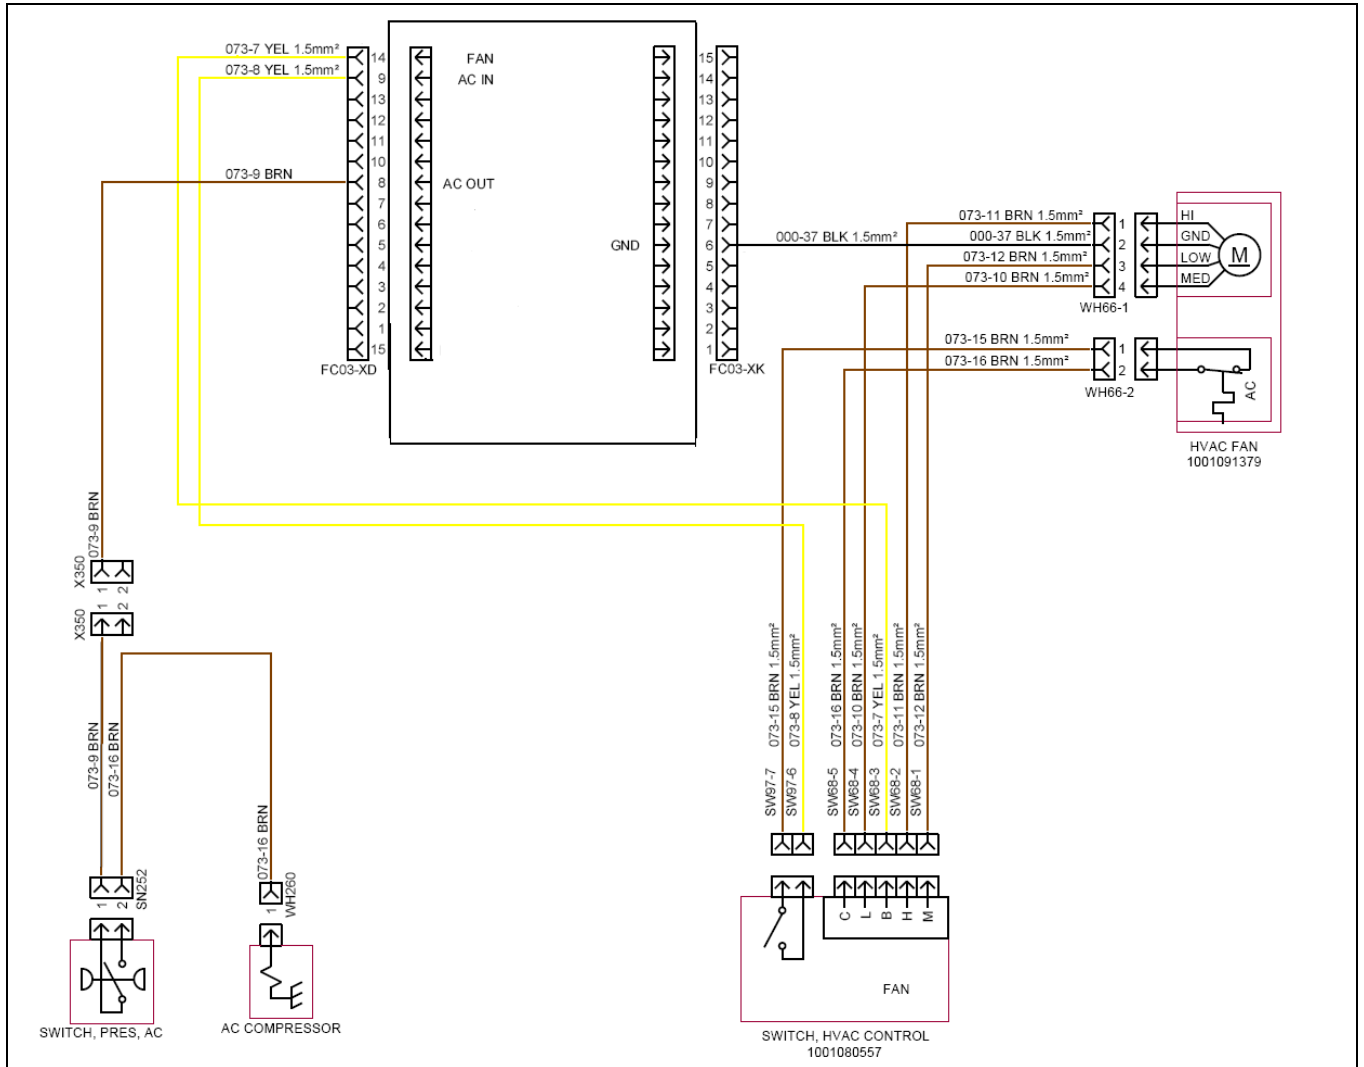 073-7 YEL 1.5mm²
073-8 YEL 1.5mm²
073-9 BRN
14
9
13
12
11
10
8
7
6
5
4
3
2
1
15
FC03-XD
FAN
AC IN
AC OUT
GND
15
14
13
12
11
10
9
8
7
6
5
4
3
2
1
FC03-XK
000-37 BLK 1.5mm²
073-11 BRN 1.5mm²
000-37 BLK 1.5mm²
073-12 BRN 1.5mm²
073-10 BRN 1.5mm²
1
2
3
4
WH66-1
HI
GND
LOW
MED
M
073-15 BRN 1.5mm²
073-16 BRN 1.5mm²
1
2
WH66-2
AC
HVAC FAN
1001091379
073-9 BRN
X350
1
2
X350
1
2
073-9 BRN
073-16 BRN
1
2
SN252
SWITCH, PRES, AC
073-16 BRN
1
WH260
AC COMPRESSOR
073-15 BRN 1.5mm²
073-8 YEL 1.5mm²
073-16 BRN 1.5mm²
073-10 BRN 1.5mm²
073-7 YEL 1.5mm²
073-11 BRN 1.5mm²
073-12 BRN 1.5mm²
SW97-7
SW97-6
SW68-5
SW68-4
SW68-3
SW68-2
SW68-1
C
L
B
H
M
FAN
SWITCH, HVAC CONTROL
1001080557